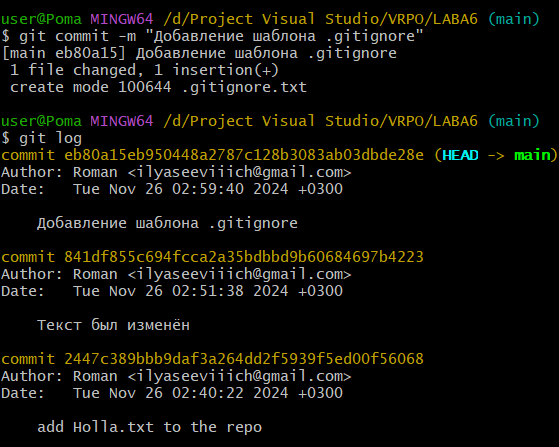 user@Poma MINGW64 /d/Project Visual Studio/VRPO/LABA6 (main)
$ git commit -m "Добавление шаблона .gitignore"
[main eb80a15] Добавление шаблона .gitignore
 1 file changed, 1 insertion(+)
 create mode 100644 .gitignore.txt

user@Poma MINGW64 /d/Project Visual Studio/VRPO/LABA6 (main)
$ git log
commit eb80a15eb950448a2787c128b3083ab03dbde28e (HEAD -> main)
Author: Roman <ilyaseeviiich@gmail.com>
Date:   Tue Nov 26 02:59:40 2024 +0300

    Добавление шаблона .gitignore

commit 841df855c694fcca2a35bdbbd9b60684697b4223
Author: Roman <ilyaseeviiich@gmail.com>
Date:   Tue Nov 26 02:51:38 2024 +0300

    Текст был изменён

commit 2447c389bbb9daf3a264dd2f5939f5ed00f56068
Author: Roman <ilyaseeviiich@gmail.com>
Date:   Tue Nov 26 02:40:22 2024 +0300

    add Holla.txt to the repo